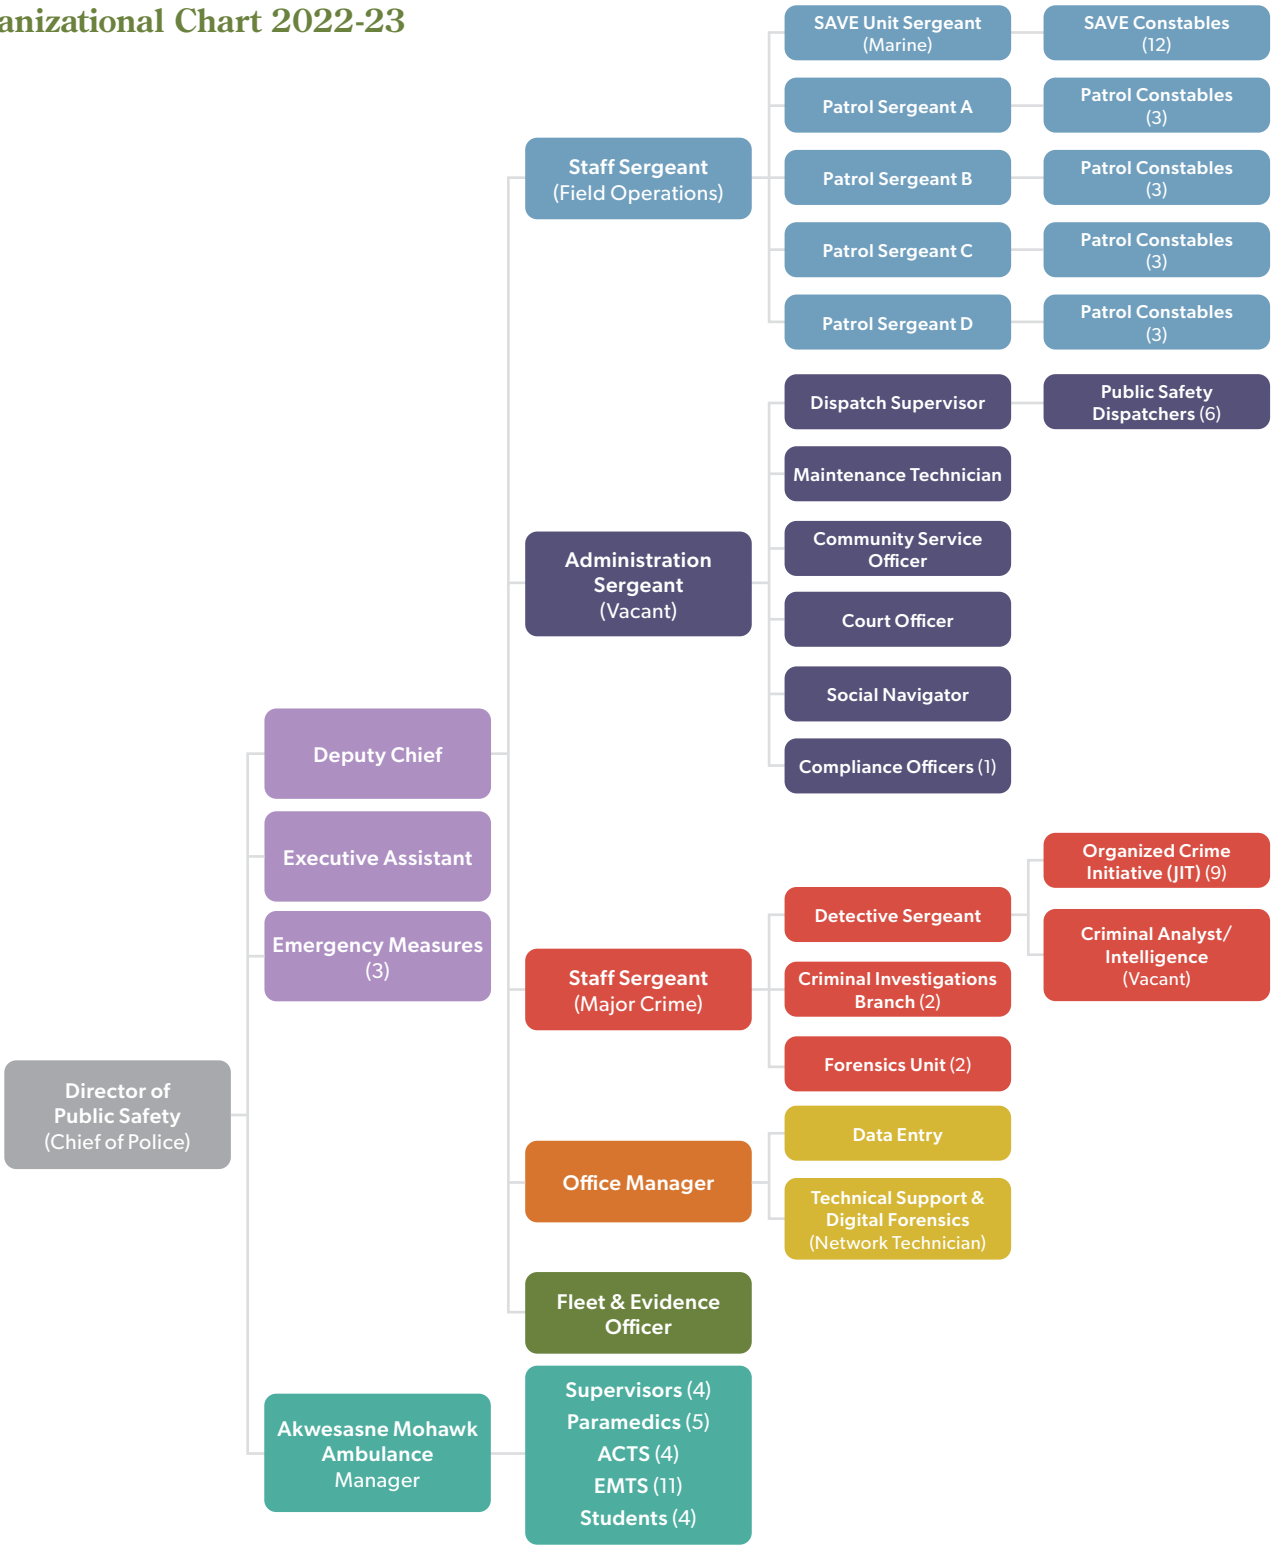 anizational Chart 2022-23
SAVE Unit Sergeant
(Marine)
SAVE Constables
(12)
Patrol Sergeant A
Patrol Constables
(3)
Staff Sergeant
(Field Operations)
Patrol Sergeant B
Patrol Constables
(3)
Patrol Sergeant C
Patrol Constables
(3)
Patrol Sergeant D
Patrol Constables
(3)
Dispatch Supervisor
Public Safety
Dispatchers (6)
Maintenance Technician
Administration
Sergeant
(Vacant)
Community Service
Officer
Court Officer
Social Navigator
Compliance Officers (1)
Deputy Chief
Executive Assistant
Emergency Measures
(3)
Staff Sergeant
(Major Crime)
Detective Sergeant
Organized Crime
Initiative (JIT) (9)
Criminal Analyst/
Intelligence
(Vacant)
Criminal Investigations
Branch (2)
Forensics Unit (2)
Director of
Public Safety
(Chief of Police)
Office Manager
Data Entry
Technical Support &
Digital Forensics
(Network Technician)
Fleet & Evidence
Officer
Akwesasne Mohawk
Ambulance
Manager
Supervisors (4)
Paramedics (5)
ACTS (4)
EMTS (11)
Students (4)